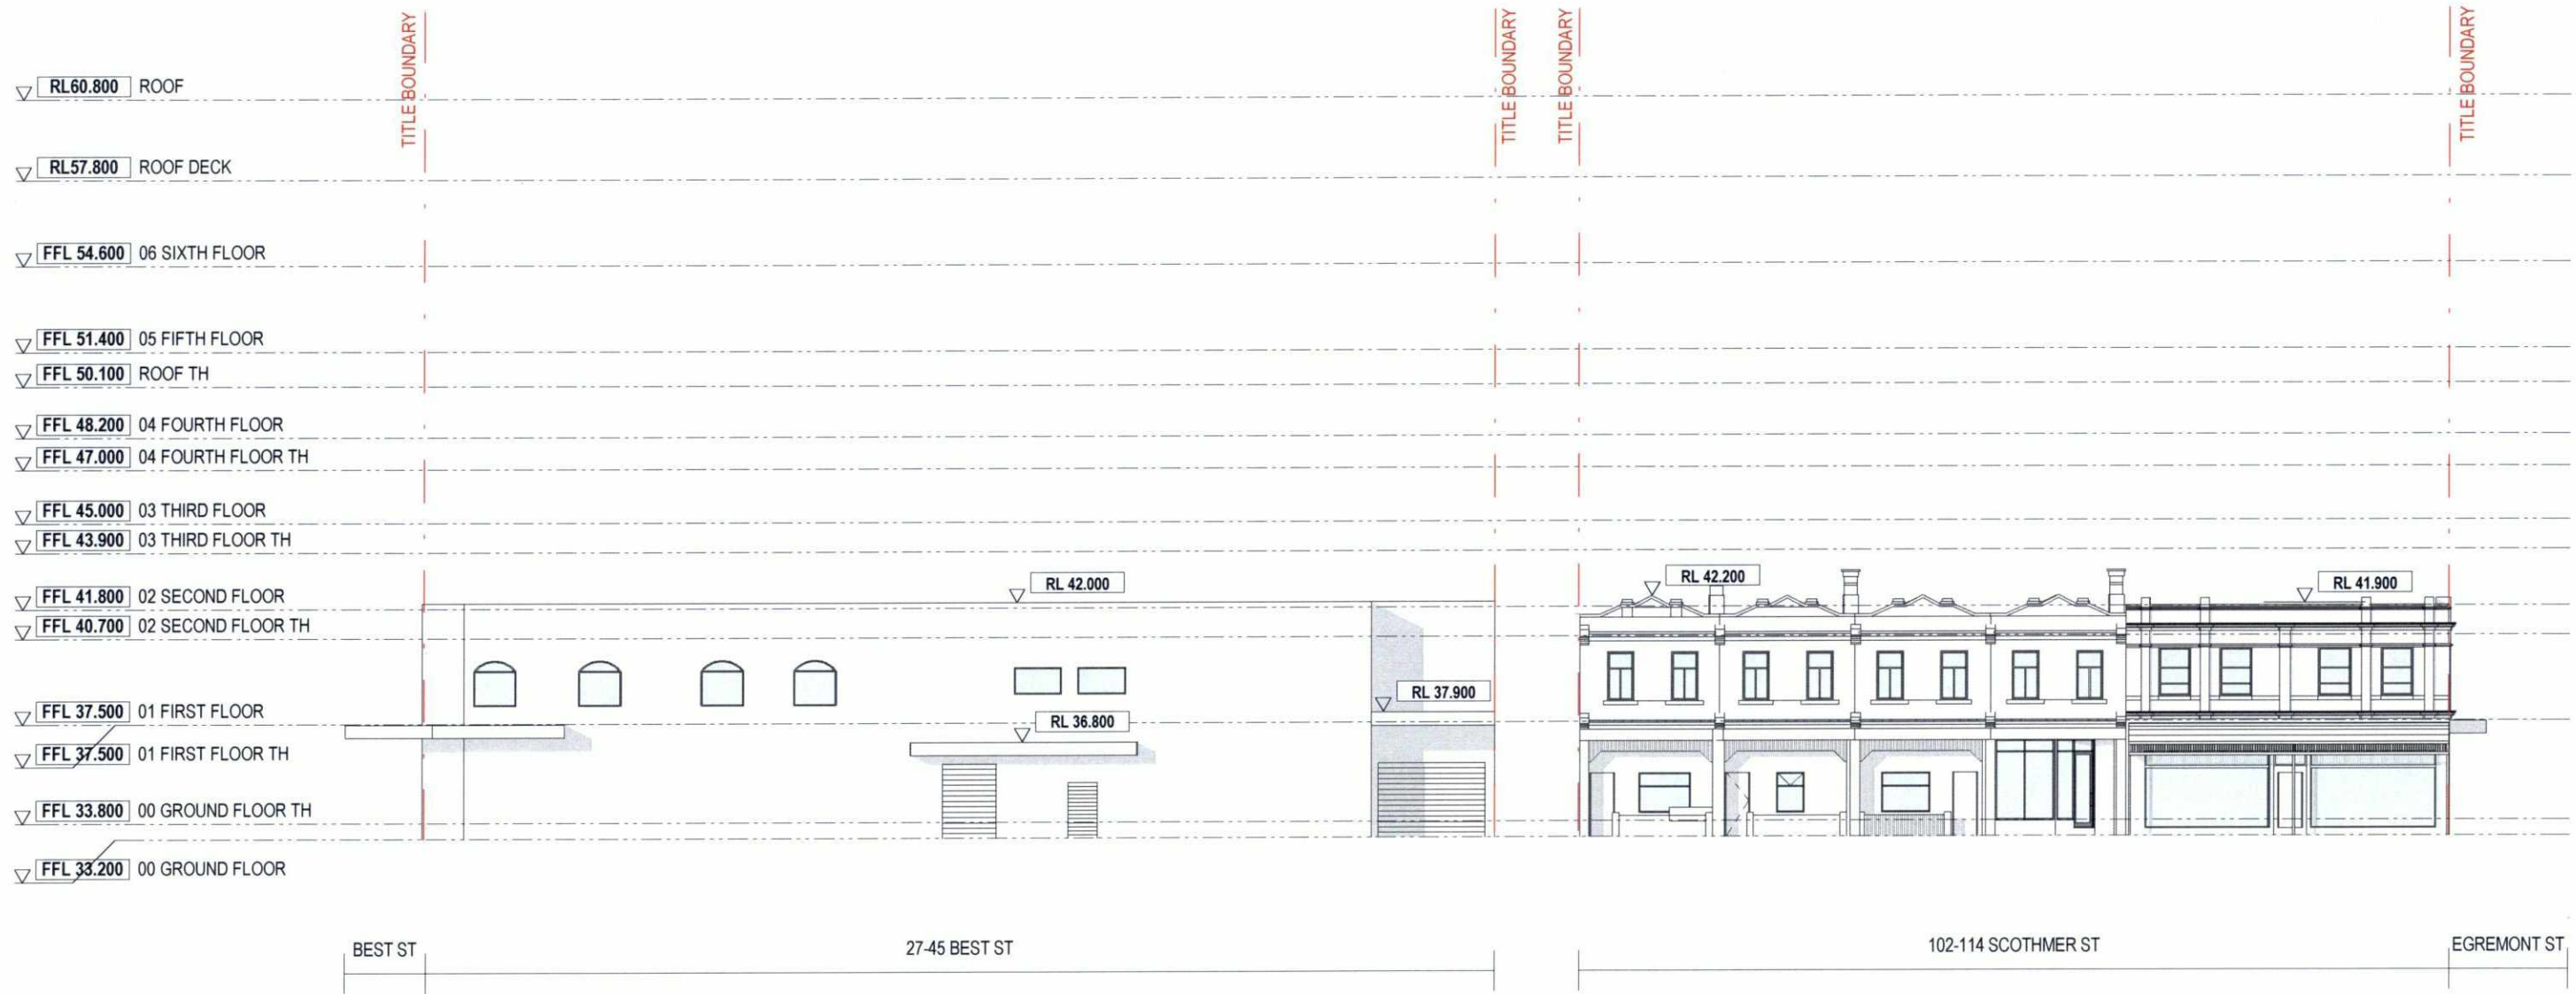 TITLE BOUNDARY
TITLE BOUNDARY
TITLE BOUNDARY
TITLE BOUNDARY
RL60.800 ROOF
RL57.800 ROOF DECK
FFL 54.600 06 SIXTH FLOOR
FFL 51.400 05 FIFTH FLOOR
FFL 50.100 ROOF TH
FFL 48.200 04 FOURTH FLOOR
FFL 47.000 04 FOURTH FLOOR TH
FFL 45.000 03 THIRD FLOOR
FFL 43.900 03 THIRD FLOOR TH
RL 42.200
RL 42.000
RL 41.900
FFL 41.800 02 SECOND FLOOR
FFL 40.700 02 SECOND FLOOR TH
RL 37.900
FFL 37.500 01 FIRST FLOOR
RL 36.800
FFL 37.500 01 FIRST FLOOR TH
FFL 33.800 00 GROUND FLOOR TH
FFL 33.200 00 GROUND FLOOR
BEST ST
27-45 BEST ST
102-114 SCOTHMER ST
EGREMONT ST